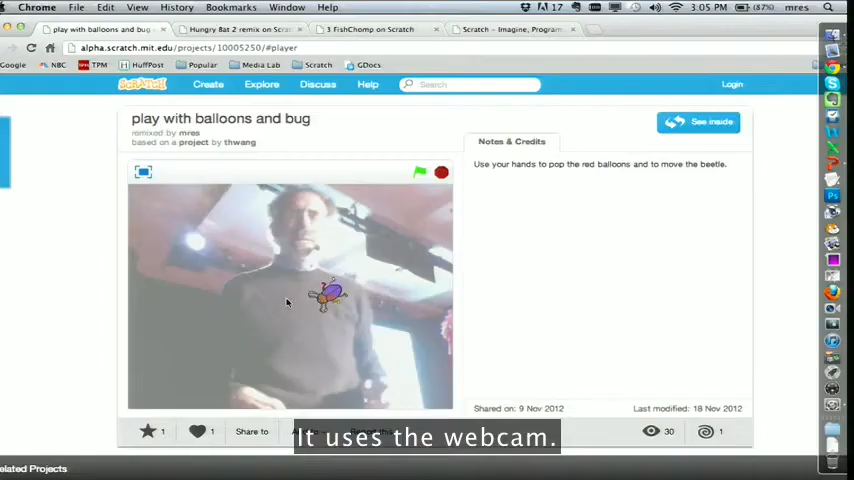 Chrome File Edit View History Bookmarks Window Help 17 3:05 PM (87%) mres
play with balloons and bug Hungry Bat 2 remix on Scratc 3 FishChomp on Scratch Scratch – Imagine, Program,
alpha.scratch.mit.edu/projects/10005250/#player
Google NBC TPM HuffPost Popular Media Lab Scratch GDocs
SCRATCH Create Explore Discuss Help Search Login
play with balloons and bug
See inside
remixed by mres
based on a project by thwang
Notes & Credits
Use your hands to pop the red balloons and to move the beetle.
Shared on: 9 Nov 2012 Last modified: 18 Nov 2012
1 1 Share to 30 1
It uses the webcam.
elated Projects